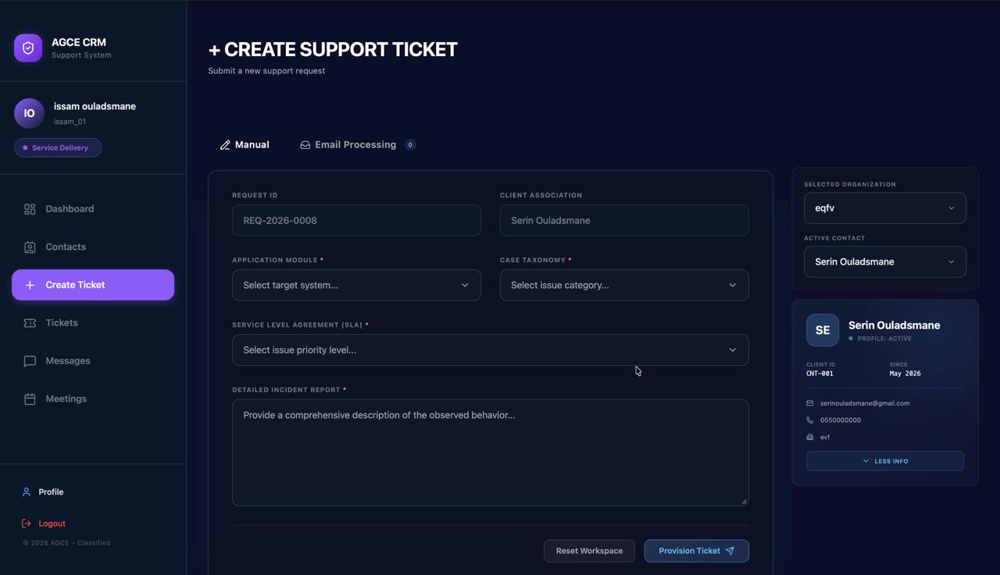 AGCE CRM
Support System
IO
issam ouladsmane
issam_01
Service Delivery
Dashboard
Contacts
Create Ticket
Tickets
Messages
Meetings
Profile
Logout
© 2026 AGCE – Classified
+ CREATE SUPPORT TICKET
Submit a new support request
Manual
Email Processing 0
REQUEST ID
REQ-2026-0008
CLIENT ASSOCIATION
Serin Ouladsmane
APPLICATION MODULE *
Select target system...
CASE TAXONOMY *
Select issue category...
SERVICE LEVEL AGREEMENT (SLA) *
Select issue priority level...
DETAILED INCIDENT REPORT *
Provide a comprehensive description of the observed behavior...
Reset Workspace
Provision Ticket
SELECTED ORGANIZATION
eqfv
ACTIVE CONTACT
Serin Ouladsmane
SE
Serin Ouladsmane
PROFILE: ACTIVE
CLIENT ID
CNT-001
SINCE
May 2026
serinouladsmane@gmail.com
0550000000
evf
LESS INFO